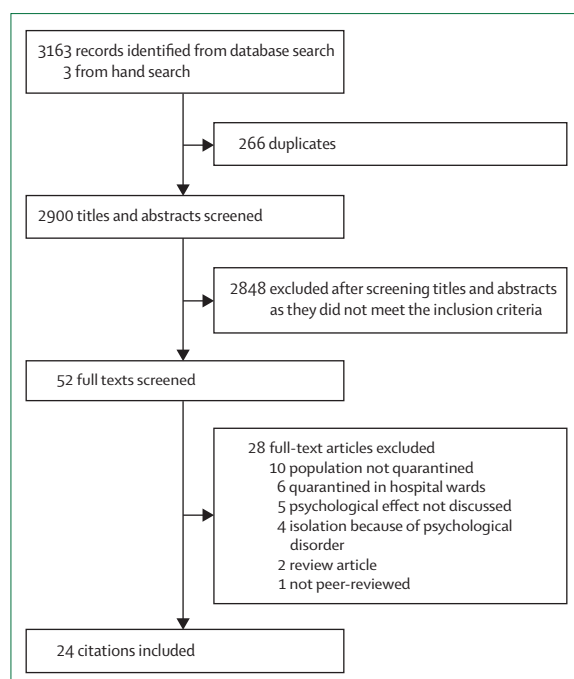 3163 records identified from database search
3 from hand search
266 duplicates
2900 titles and abstracts screened
2848 excluded after screening titles and abstracts
as they did not meet the inclusion criteria
52 full texts screened
28 full-text articles excluded
10 population not quarantined
6 quarantined in hospital wards
5 psychological effect not discussed
4 isolation because of psychological
disorder
2 review article
1 not peer-reviewed
24 citations included